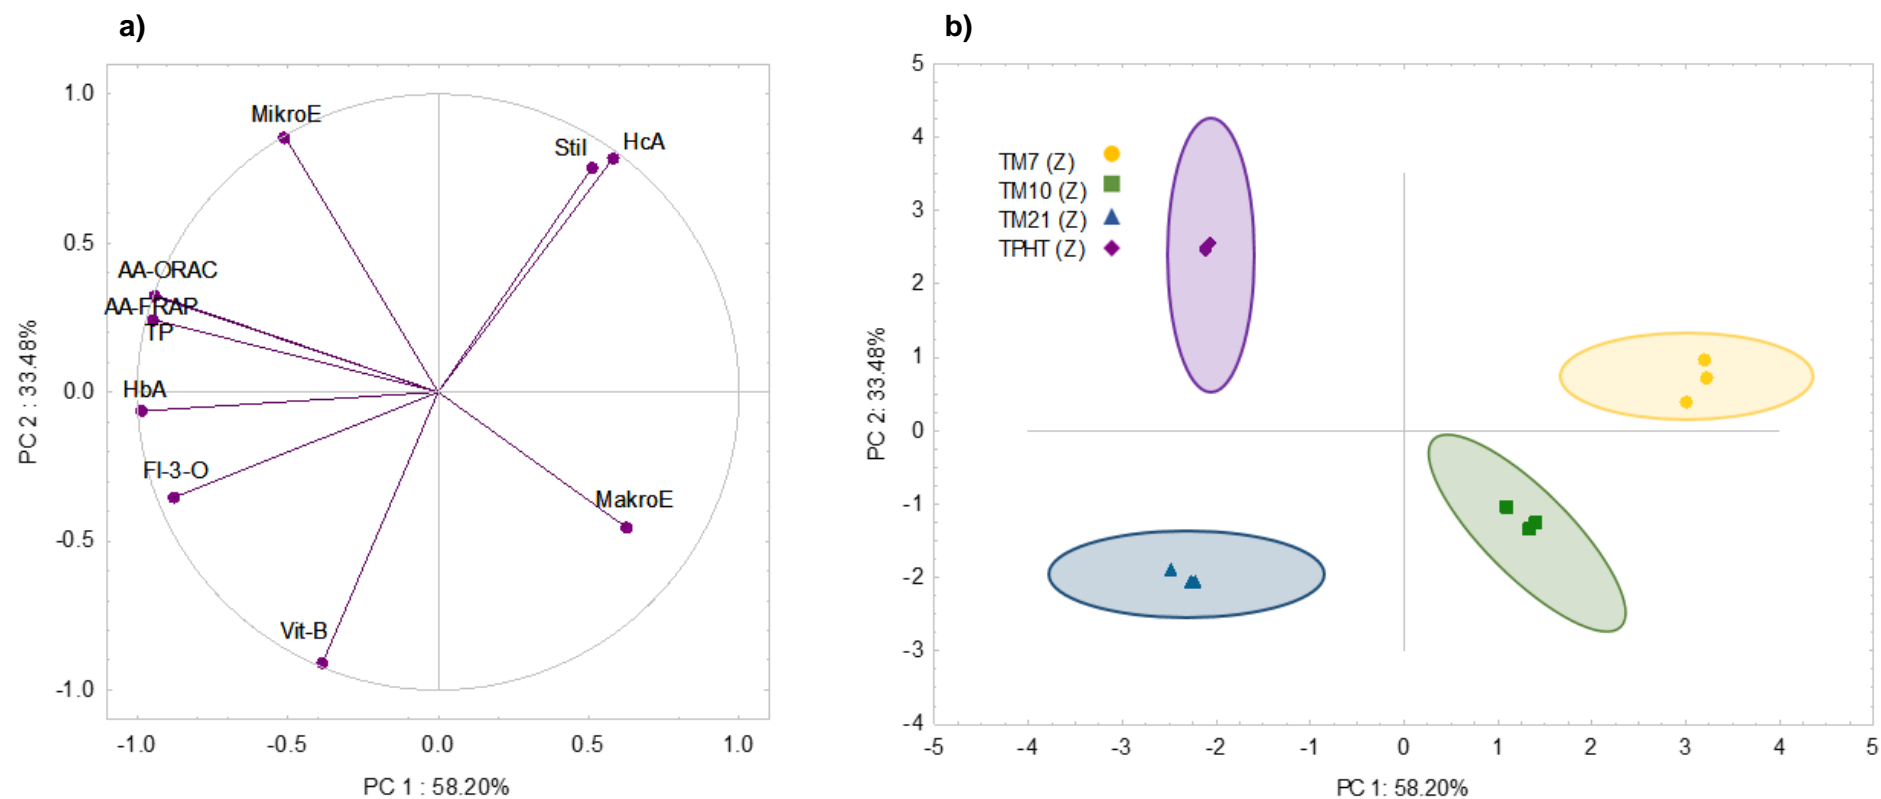 a)
1.0
0.5
0.0
-0.5
-1.0
PC 2 : 33.48%
MikroE
Stil
HcA
AA-ORAC
AA-FRAP
TP
HbA
Fl-3-O
MakroE
Vit-B
-1.0 -0.5 0.0 0.5 1.0
PC 1 : 58.20%
b)
5
4
3
2
1
0
-1
-2
-3
-4
PC 2: 33.48%
TM7 (Z)
TM10 (Z)
TM21 (Z)
TPHT (Z)
-5 -4 -3 -2 -1 0 1 2 3 4 5
PC 1: 58.20%